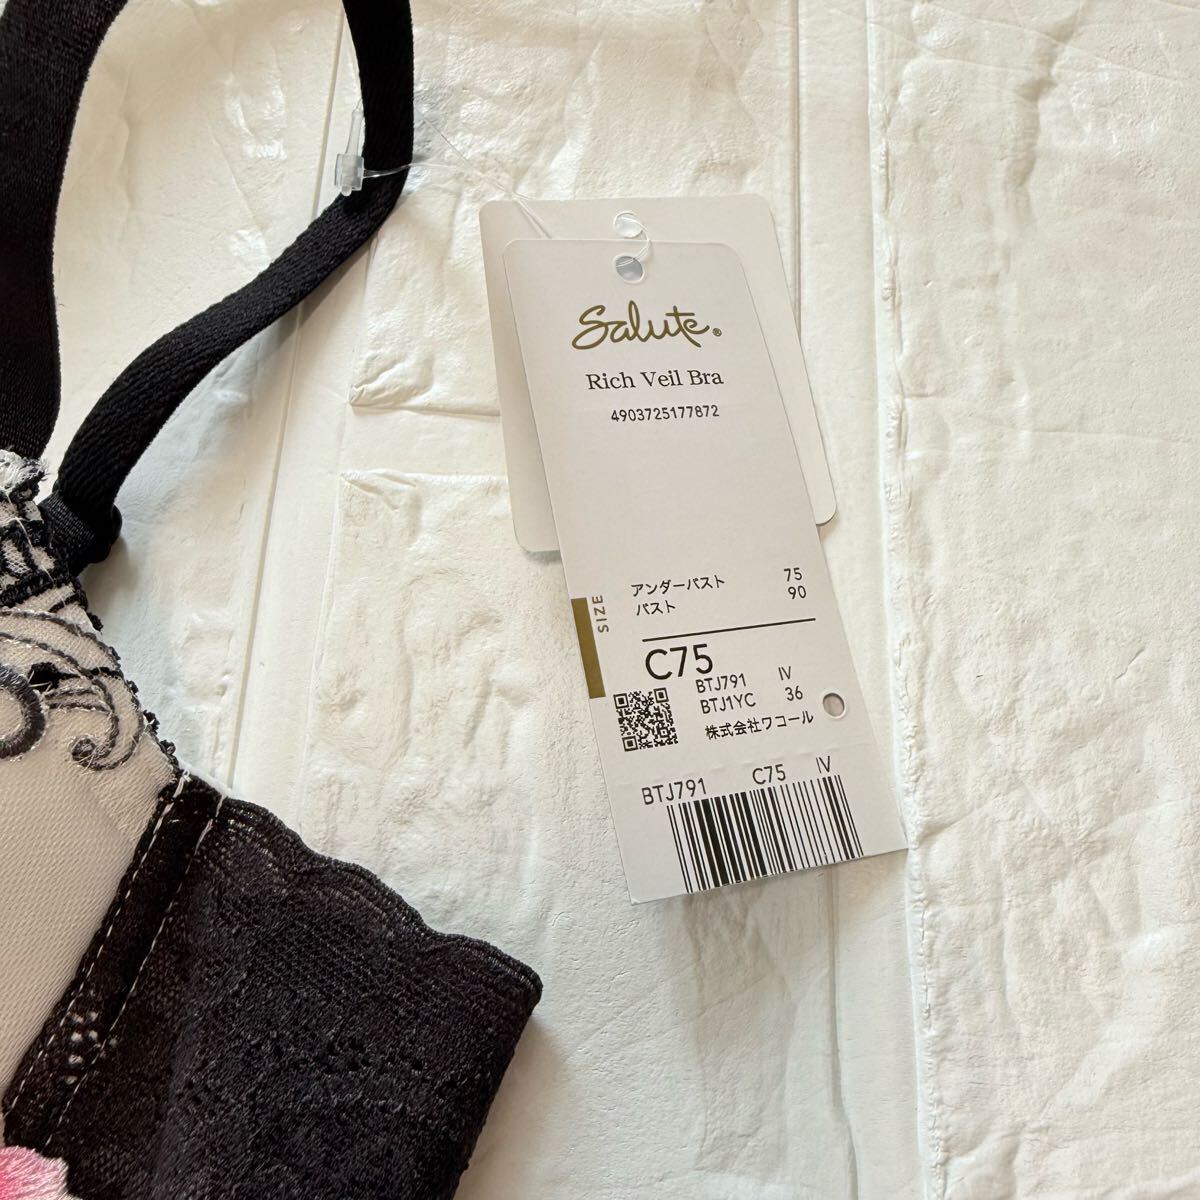 Salute®
Rich Veil Bra
4903725177872
SIZE
アンダーバスト 75
バスト 90
C75
BTJ791 IV
BTJ1YC 36
株式会社ワコール
BTJ791 C75 IV